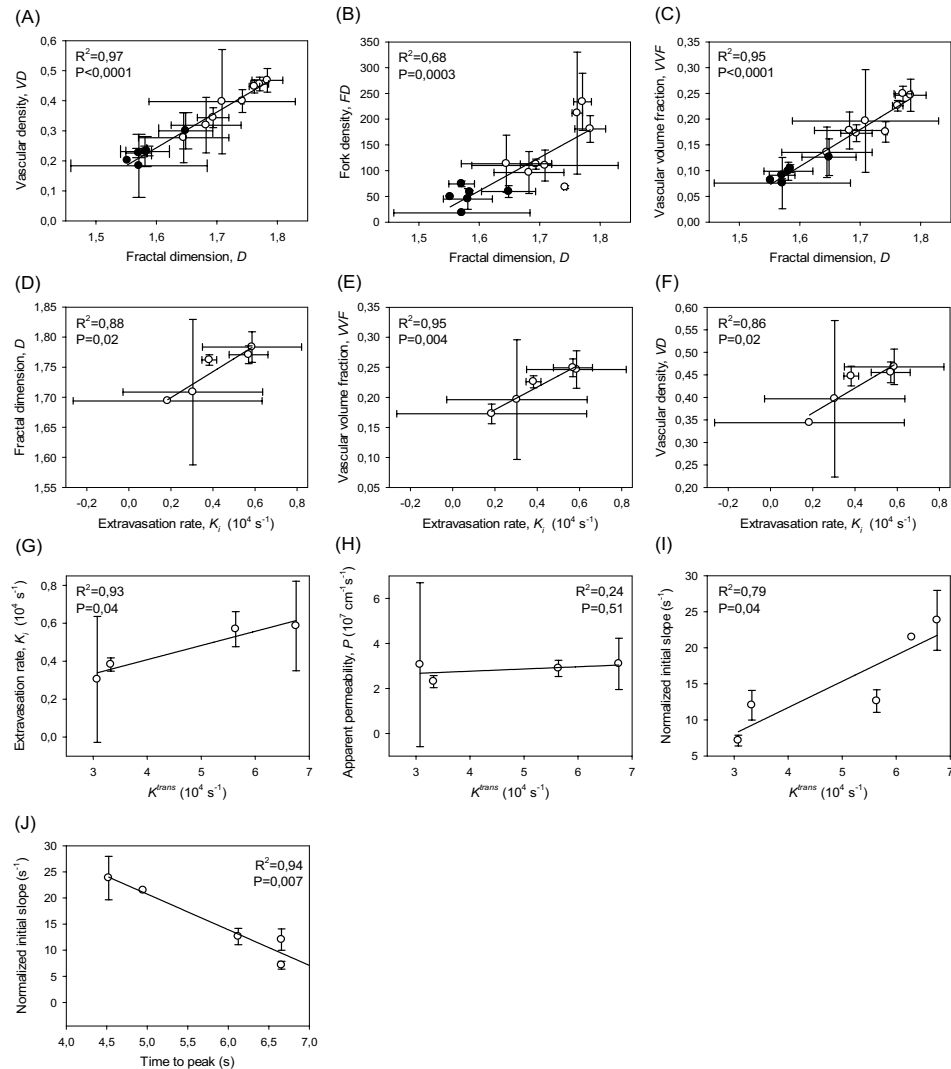 (A)
R2=0,97
P<0,0001
Vascular density, VD
0,6
0,5
0,4
0,3
0,2
0,1
0,0
1,5 1,6 1,7 1,8
Fractal dimension, D
(B)
R2=0,68
P=0,0003
Fork density, FD
350
300
250
200
150
100
50
0
1,5 1,6 1,7 1,8
Fractal dimension, D
(C)
R2=0,95
P<0,0001
Vascular volume fraction, VVF
0,35
0,30
0,25
0,20
0,15
0,10
0,05
0,00
1,5 1,6 1,7 1,8
Fractal dimension, D
(D)
R2=0,88
P=0,02
Fractal dimension, D
1,85
1,80
1,75
1,70
1,65
1,60
1,55
-0,2 0,0 0,2 0,4 0,6 0,8
Extravasation rate, Ki (104 s-1)
(E)
R2=0,95
P=0,004
Vascular volume fraction, VVF
0,35
0,30
0,25
0,20
0,15
0,10
0,05
-0,2 0,0 0,2 0,4 0,6 0,8
Extravasation rate, Ki (104 s-1)
(F)
R2=0,86
P=0,02
Vascular density, VD
0,60
0,55
0,50
0,45
0,40
0,35
0,30
0,25
0,20
-0,2 0,0 0,2 0,4 0,6 0,8
Extravasation rate, Ki (104 s-1)
(G)
R2=0,93
P=0,04
Extravasation rate, Ki (104 s-1)
0,8
0,6
0,4
0,2
0,0
3 4 5 6 7
Ktrans (104 s-1)
(H)
R2=0,24
P=0,51
Apparent permeability, P (107 cm-1s-1)
6
4
2
0
3 4 5 6 7
Ktrans (104 s-1)
(I)
R2=0,79
P=0,04
Normalized initial slope (s-1)
30
25
20
15
10
5
3 4 5 6 7
Ktrans (104 s-1)
(J)
R2=0,94
P=0,007
Normalized initial slope (s-1)
30
25
20
15
10
5
0
4,0 4,5 5,0 5,5 6,0 6,5 7,0
Time to peak (s)